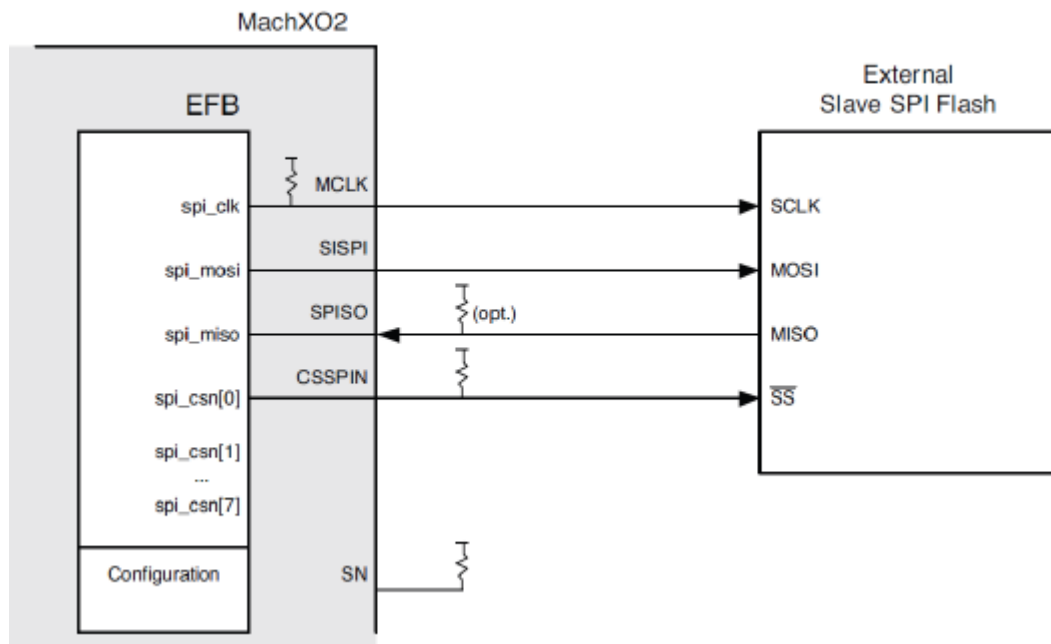 MachXO2
EFB
External
Slave SPI Flash
MCLK
spi_clk
SCLK
SISPI
spi_mosi
MOSI
SPISO
(opt.)
spi_miso
MISO
CSSPIN
spi_csn[0]
SS
spi_csn[1]
...
spi_csn[7]
Configuration
SN